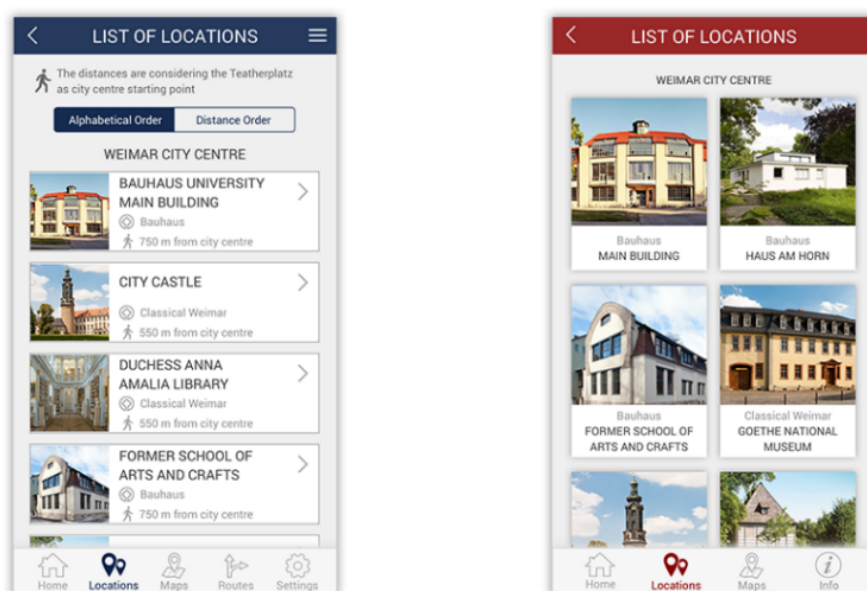 LIST OF LOCATIONS
The distances are considering the Teatherplatz
as city centre starting point
Alphabetical Order
Distance Order
WEIMAR CITY CENTRE
BAUHAUS UNIVERSITY
MAIN BUILDING
Bauhaus
750 m from city centre
CITY CASTLE
Classical Weimar
550 m from city centre
DUCHESS ANNA
AMALIA LIBRARY
Classical Weimar
550 m from city centre
FORMER SCHOOL OF
ARTS AND CRAFTS
Bauhaus
750 m from city centre
Home
Locations
Maps
Routes
Settings
LIST OF LOCATIONS
WEIMAR CITY CENTRE
Bauhaus
MAIN BUILDING
Bauhaus
HAUS AM HORN
Bauhaus
FORMER SCHOOL OF
ARTS AND CRAFTS
Classical Weimar
GOETHE NATIONAL
MUSEUM
Home
Locations
Maps
Info